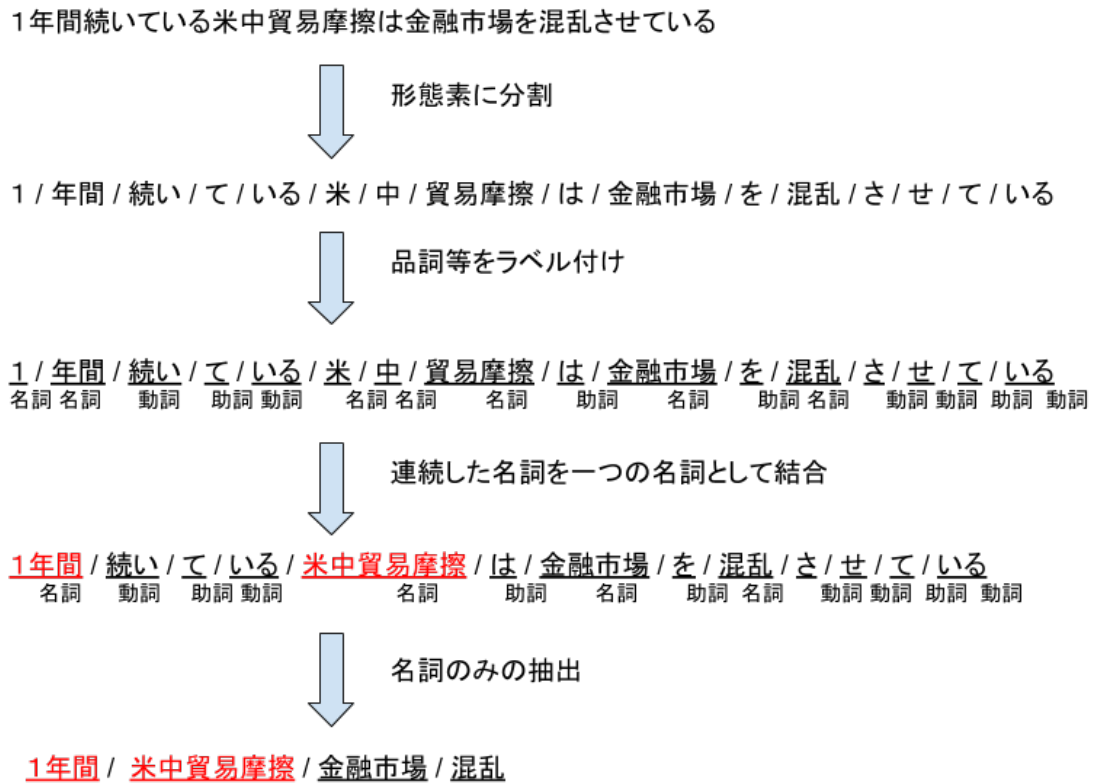 1年間続いている米中貿易摩擦は金融市場を混乱させている
形態素に分割
1 / 年間 / 続い / て / いる / 米 / 中 / 貿易摩擦 / は / 金融市場 / を / 混乱 / さ / せ / て / いる
品詞等をラベル付け
1 / 年間 / 続い / て / いる / 米 / 中 / 貿易摩擦 / は / 金融市場 / を / 混乱 / さ / せ / て / いる
名詞 名詞 動詞 助詞 動詞 名詞 名詞 名詞 助詞 名詞 助詞 名詞 動詞 動詞 助詞 動詞
連続した名詞を一つの名詞として結合
1年間 / 続い / て / いる / 米中貿易摩擦 / は / 金融市場 / を / 混乱 / さ / せ / て / いる
名詞 動詞 助詞 動詞 名詞 助詞 名詞 助詞 名詞 動詞 動詞 助詞 動詞
名詞のみの抽出
1年間 / 米中貿易摩擦 / 金融市場 / 混乱